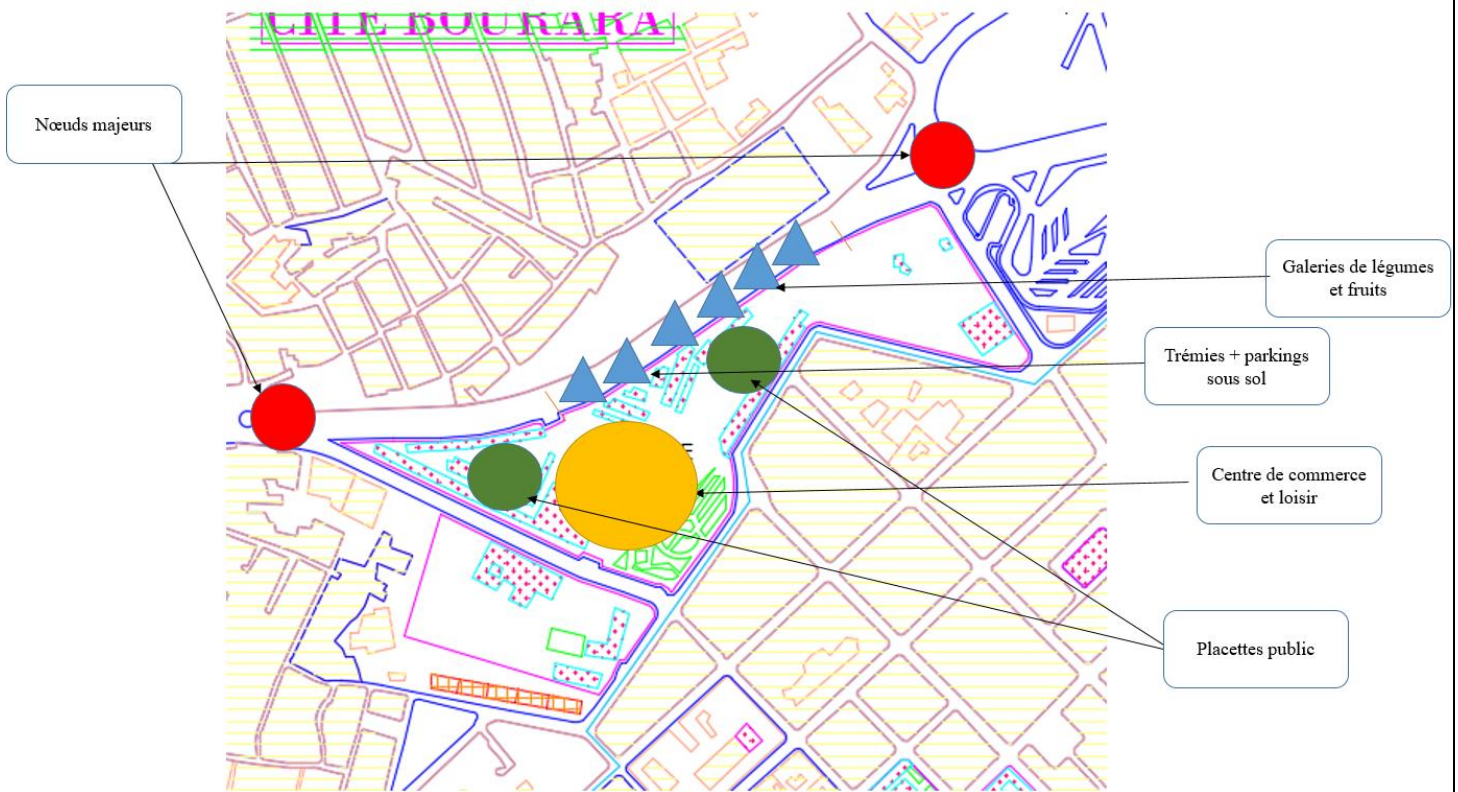 CITE BOURARA
Nœuds majeurs
Galeries de légumes
et fruits
Trémies + parkings
sous sol
Centre de commerce
et loisir
E
Placettes public